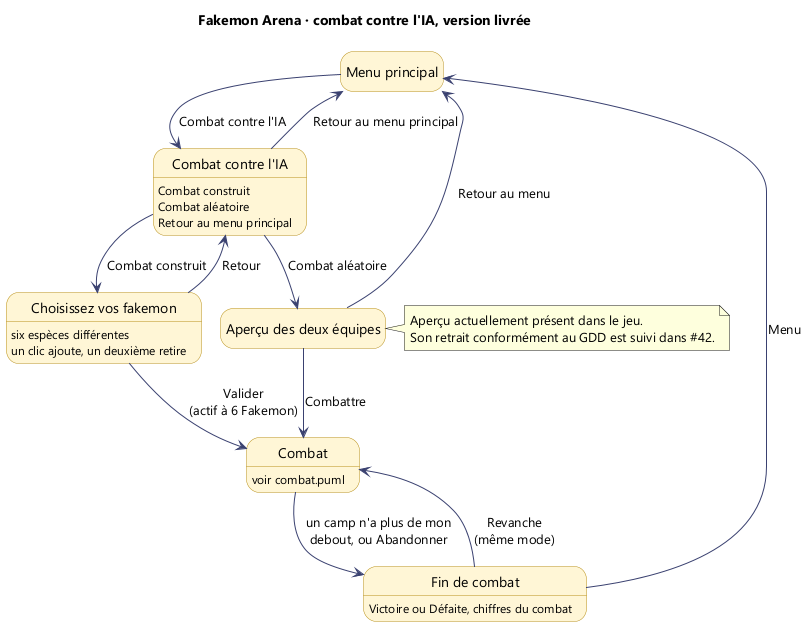 Fakemon Arena · combat contre l'IA, version livrée
Menu principal
Combat contre l'IA
Retour au menu principal
Combat contre l'IA
Combat construit
Combat aléatoire
Retour au menu principal
Retour au menu
Combat construit
Retour
Combat aléatoire
Choisissez vos fakemon
six espèces différentes
un clic ajoute, un deuxième retire
Aperçu des deux équipes
Aperçu actuellement présent dans le jeu.
Son retrait conformément au GDD est suivi dans #42.
Menu
Valider
(actif à 6 Fakemon)
Combattre
Combat
voir combat.puml
un camp n'a plus de mon
debout, ou Abandonner
Revanche
(même mode)
Fin de combat
Victoire ou Défaite, chiffres du combat